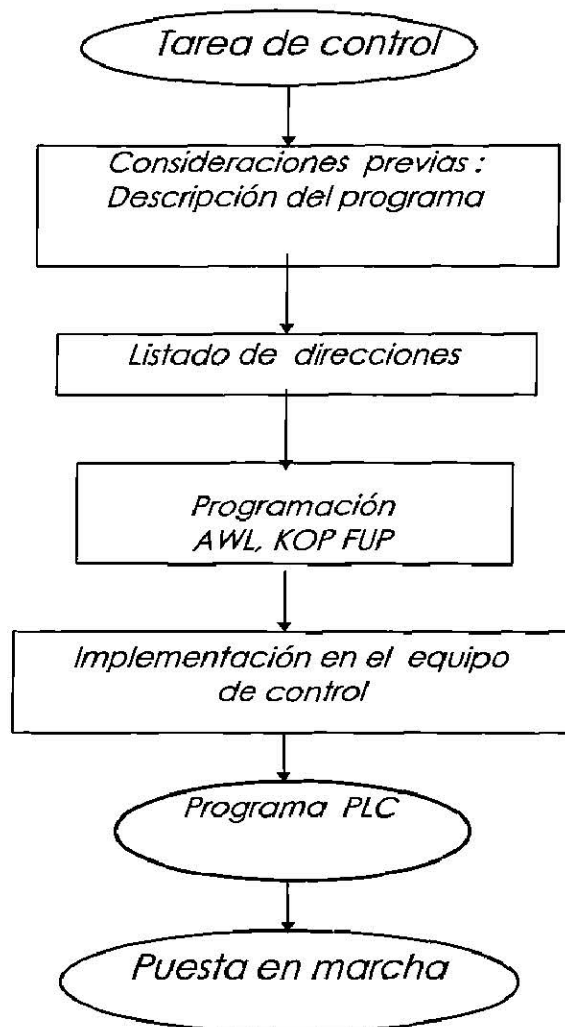 Tarea de control
Consideraciones previas :
Descripción del programa
Listado de direcciones
Programación
AWL, KOP FUP
Implementación en el equipo
de control
Programa PLC
Puesta en marcha